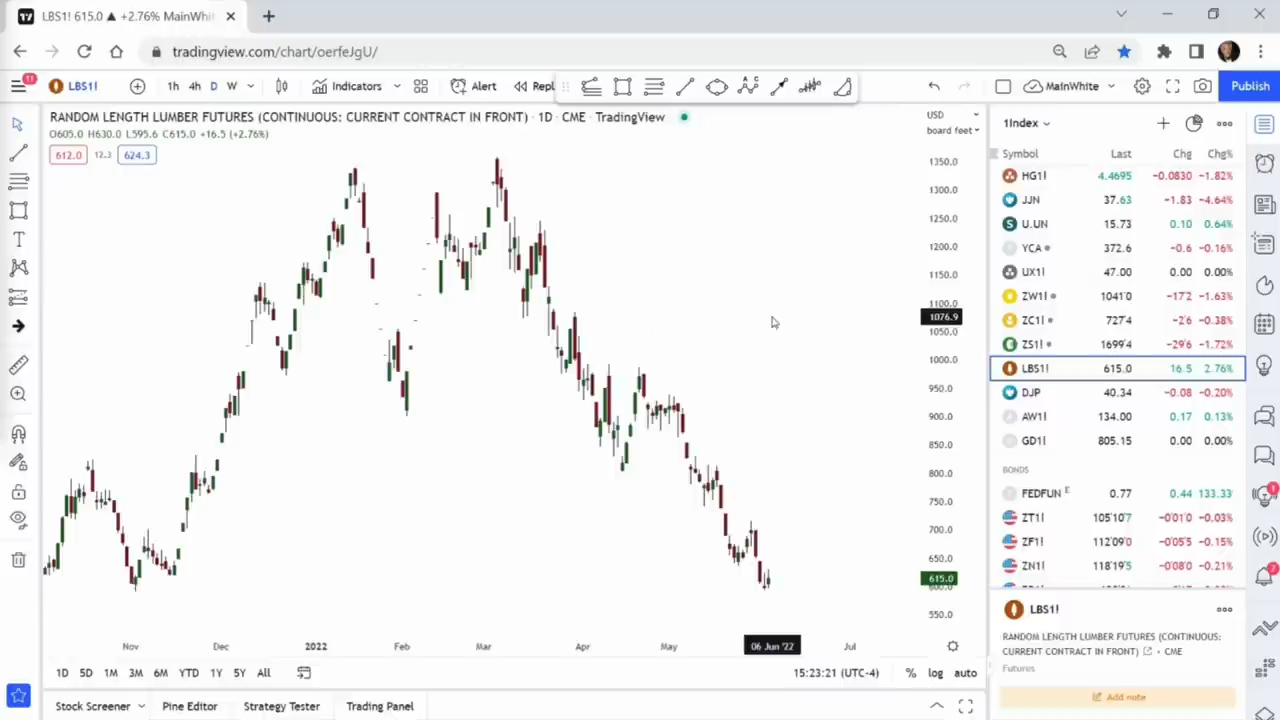 LBS1! 615.0 ▲ +2.76% MainWhi
tradingview.com/chart/oerfeJgU/
11
LBS1!
1h 4h D W
Indicators
Alert
Repl
MainWhite
Publish
RANDOM LENGTH LUMBER FUTURES (CONTINUOUS: CURRENT CONTRACT IN FRONT) · 1D · CME · TradingView
O605.0 H630.0 L595.6 C615.0 +16.5 (+2.76%)
612.0 12.3 624.3
USD
board feet
1350.0
1300.0
1250.0
1200.0
1150.0
1100.0
1076.9
1050.0
1000.0
950.0
900.0
850.0
800.0
750.0
700.0
650.0
615.0
600.0
550.0
Nov Dec 2022 Feb Mar Apr May 06 Jun '22 Jul
1D 5D 1M 3M 6M YTD 1Y 5Y All
15:23:21 (UTC-4) % log auto
Stock Screener Pine Editor Strategy Tester Trading Panel
1Index
Symbol Last Chg Chg%
HG1! 4.4695 −0.0830 −1.82%
JJN 37.63 −1.83 −4.64%
U.UN 15.73 0.10 0.64%
YCA 372.6 −0.6 −0.16%
UX1! 47.00 0.00 0.00%
ZW1! 1041'0 −17'2 −1.63%
ZC1! 727'4 −2'6 −0.38%
ZS1! 1699'4 −29'6 −1.72%
LBS1! 615.0 16.5 2.76%
DJP 40.34 −0.08 −0.20%
AW1! 134.00 0.17 0.13%
GD1! 805.15 0.00 0.00%
BONDS
FEDFUN E 0.77 0.44 133.33
ZT1! 105'10'7 −0'01'0 −0.03%
ZF1! 112'09'0 −0'05'5 −0.15%
ZN1! 118'19'5 −0'08'0 −0.21%
LBS1!
RANDOM LENGTH LUMBER FUTURES (CONTINUOUS:
CURRENT CONTRACT IN FRONT) · CME
Futures
Add note
1
7